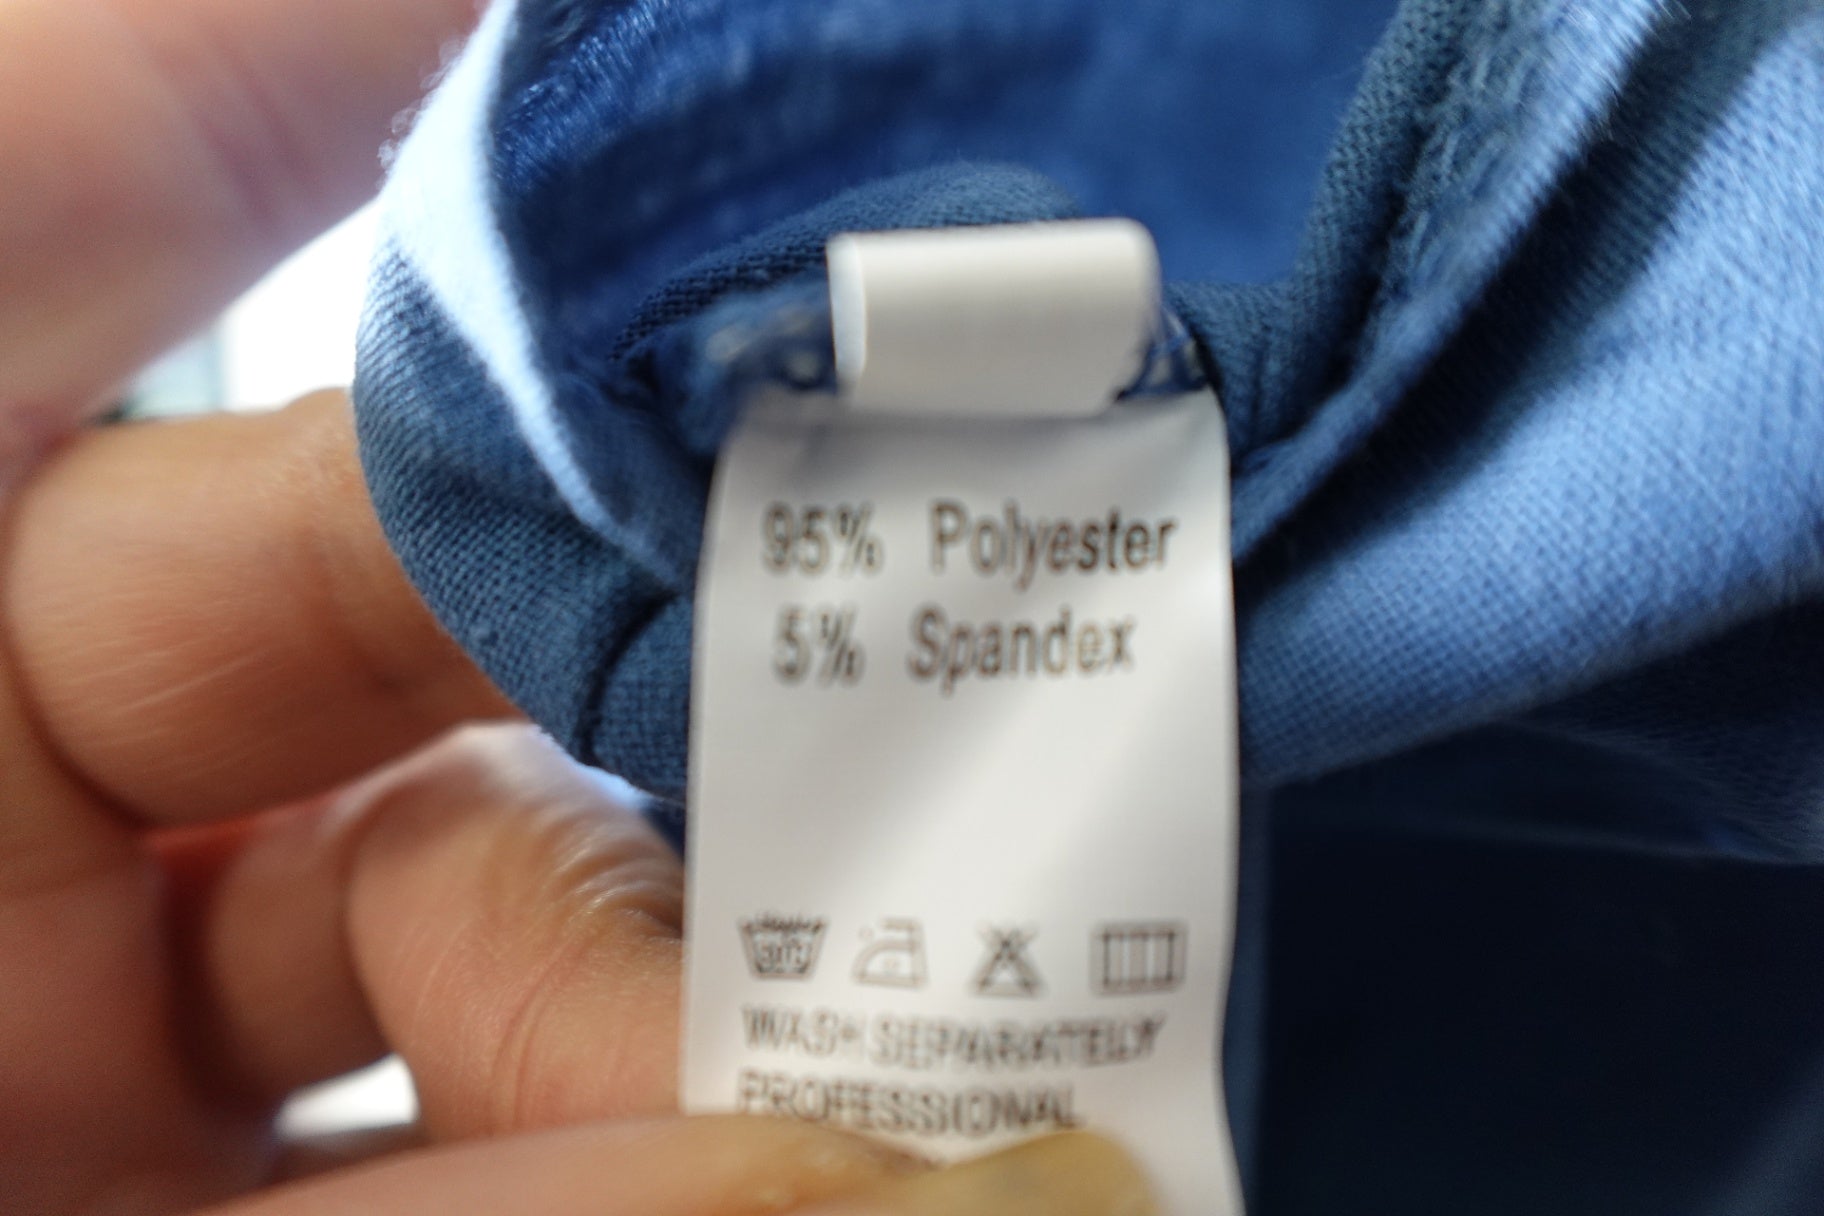 95% Polyester
5% Spandex
WASH SEPARATELY
PROFESSIONAL